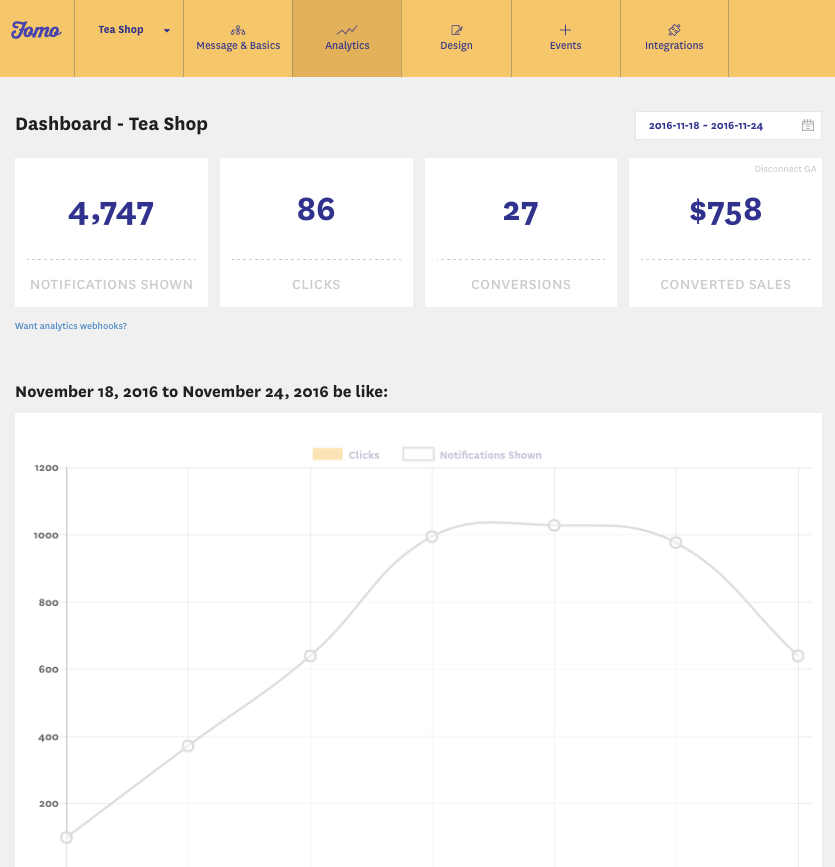 Fomo
Tea Shop
Message & Basics
Analytics
Design
Events
Integrations
Dashboard - Tea Shop
2016-11-18 ~ 2016-11-24
Disconnect GA
4,747
86
27
$758
NOTIFICATIONS SHOWN
CLICKS
CONVERSIONS
CONVERTED SALES
Want analytics webhooks?
November 18, 2016 to November 24, 2016 be like:
Clicks
Notifications Shown
1200
1000
800
600
400
200